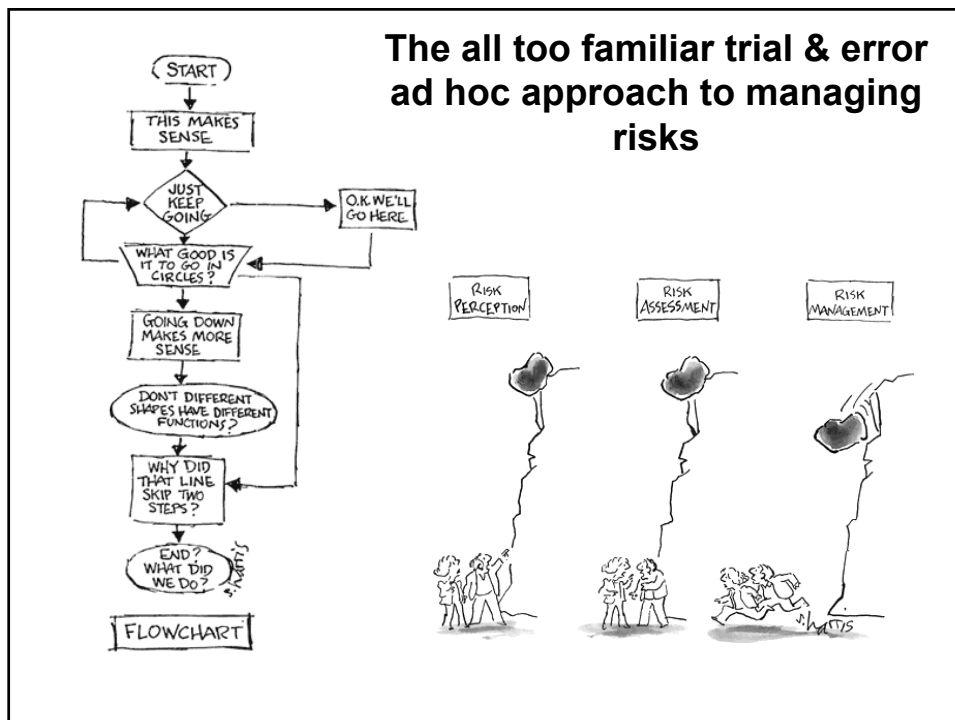 The all too familiar trial & error
ad hoc approach to managing
risks
START
THIS MAKES
SENSE
JUST
KEEP
GOING
O.K. WE'LL
GO HERE
WHAT GOOD IS
IT TO GO IN
CIRCLES?
GOING DOWN
MAKES MORE
SENSE
DON'T DIFFERENT
SHAPES HAVE DIFFERENT
FUNCTIONS?
WHY DID
THAT LINE
SKIP TWO
STEPS?
END?
WHAT DID
WE DO?
S. HARRIS
FLOWCHART
RISK
PERCEPTION
RISK
ASSESSMENT
RISK
MANAGEMENT
S. HARRIS